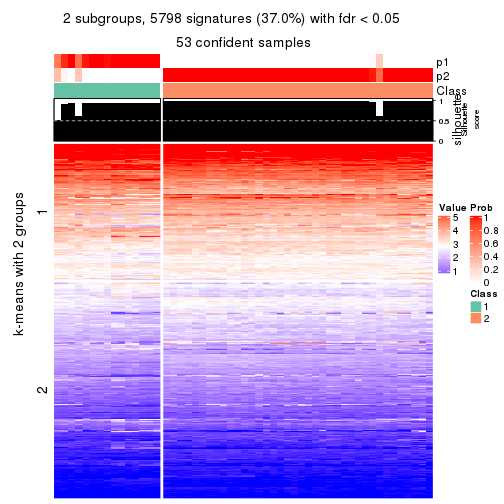 2 subgroups, 5798 signatures (37.0%) with fdr < 0.05
53 confident samples
p1
p2
Class
silhouette
Silhouette
score
1
0.5
0
k-means with 2 groups
1
2
Value
5
4
3
2
1
Prob
1
0.8
0.6
0.4
0.2
0
Class
1
2